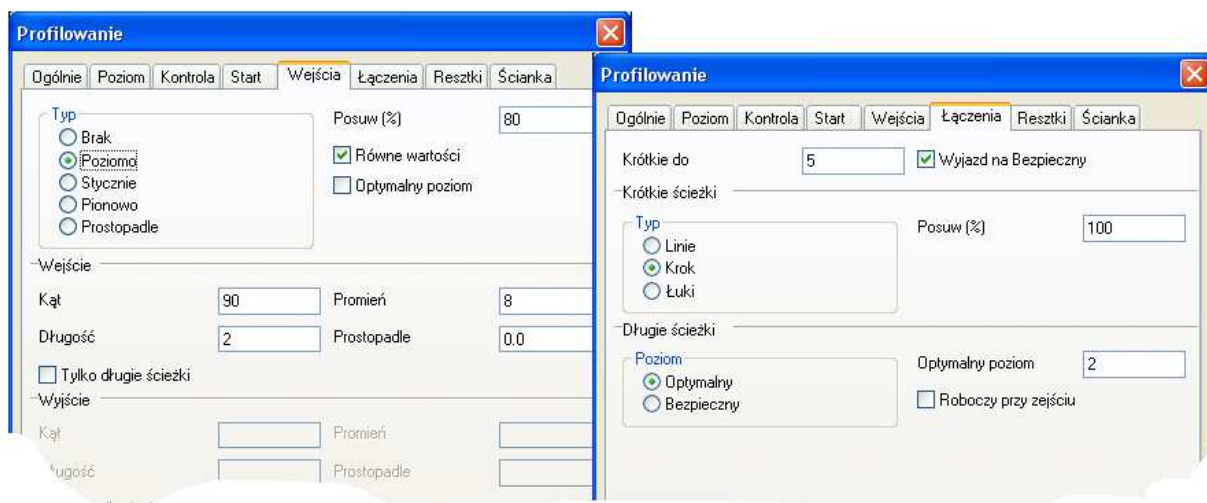 Profilowanie
Ogólnie Poziom Kontrola Start Wejścia Łączenia Resztki Ścianka
Typ
Brak
Poziomo
Stycznie
Pionowo
Prostopadle
Posuw (%) 80
Równe wartości
Optymalny poziom
Wejście
Kąt 90 Promień 8
Długość 2 Prostopadle 0.0
Tylko długie ścieżki
Wyjście
Kąt Promień
ługość Prostopadle
Profilowanie
Ogólnie Poziom Kontrola Start Wejścia Łączenia Resztki Ścianka
Krótkie do 5 Wyjazd na Bezpieczny
Krótkie ścieżki
Typ
Linie
Krok
Łuki
Posuw (%) 100
Długie ścieżki
Poziom
Optymalny
Bezpieczny
Optymalny poziom 2
Roboczy przy zejściu